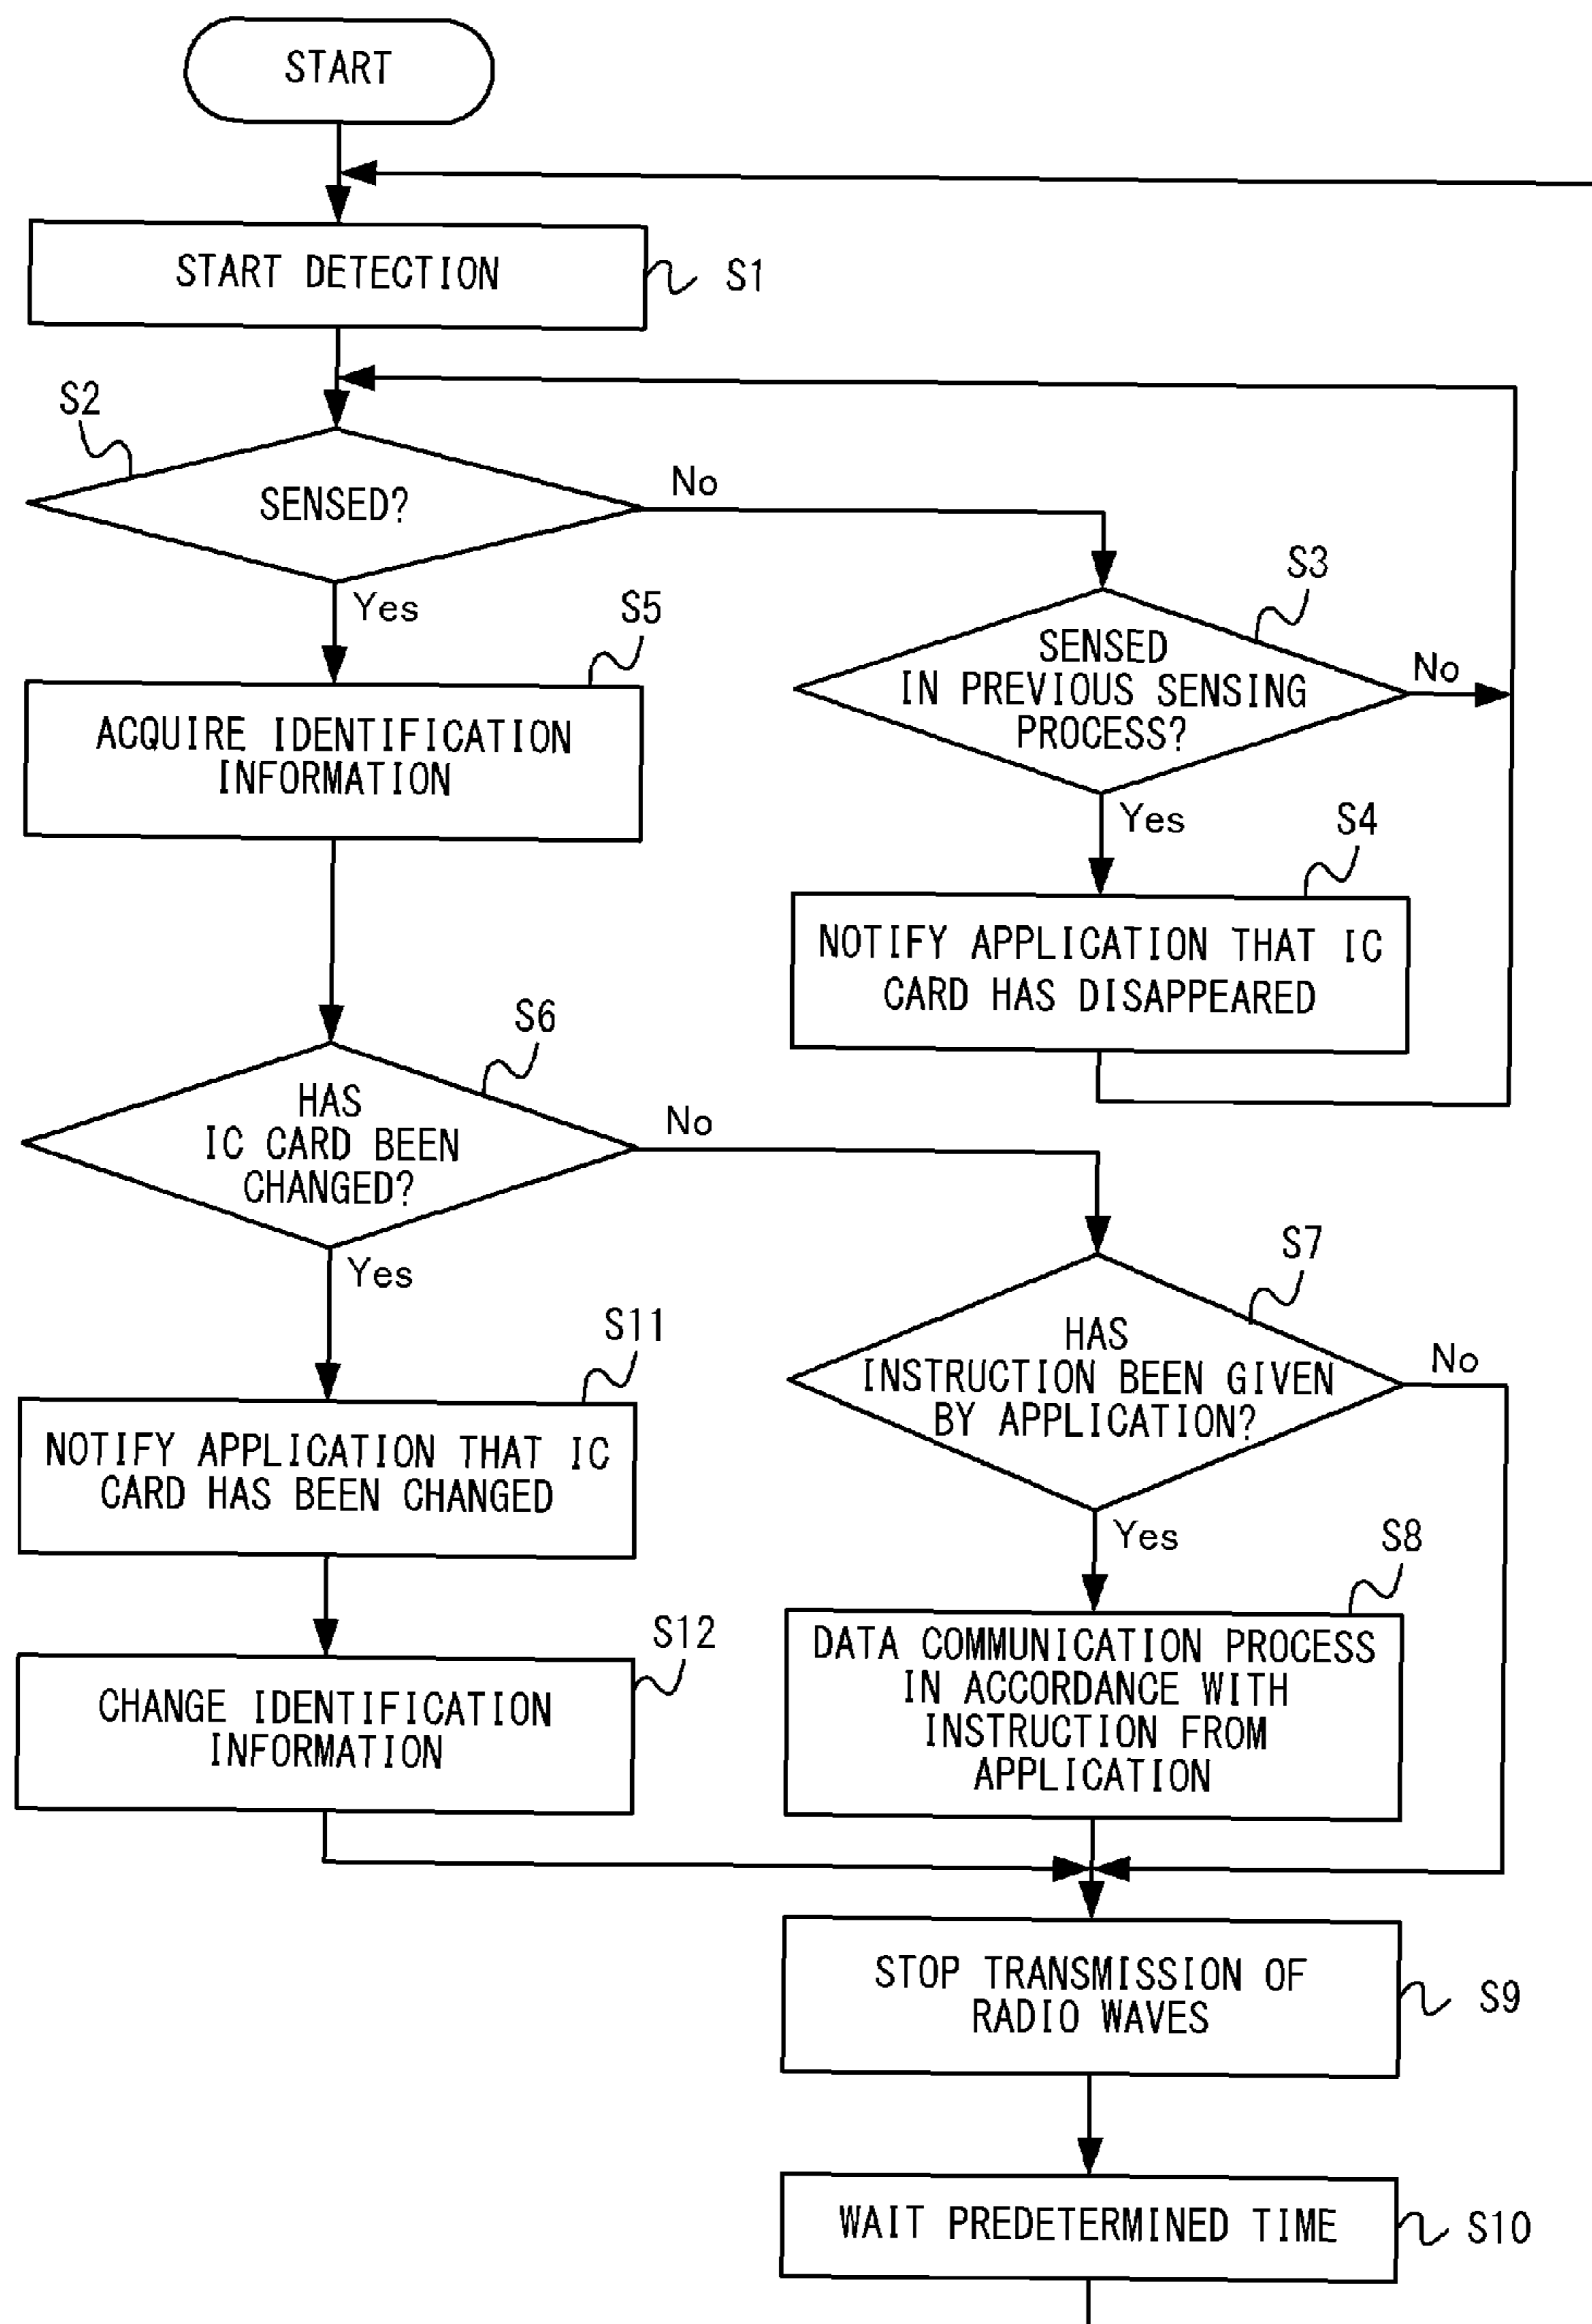 START
START DETECTION
S1
S2
SENSED?
No
Yes
S3
SENSED
IN PREVIOUS SENSING
PROCESS?
No
Yes
S5
ACQUIRE IDENTIFICATION
INFORMATION
S4
NOTIFY APPLICATION THAT IC
CARD HAS DISAPPEARED
S6
HAS
IC CARD BEEN
CHANGED?
No
Yes
S7
HAS
INSTRUCTION BEEN GIVEN
BY APPLICATION?
No
Yes
S11
NOTIFY APPLICATION THAT IC
CARD HAS BEEN CHANGED
S8
DATA COMMUNICATION PROCESS
IN ACCORDANCE WITH
INSTRUCTION FROM
APPLICATION
S12
CHANGE IDENTIFICATION
INFORMATION
STOP TRANSMISSION OF
RADIO WAVES
S9
WAIT PREDETERMINED TIME
S10